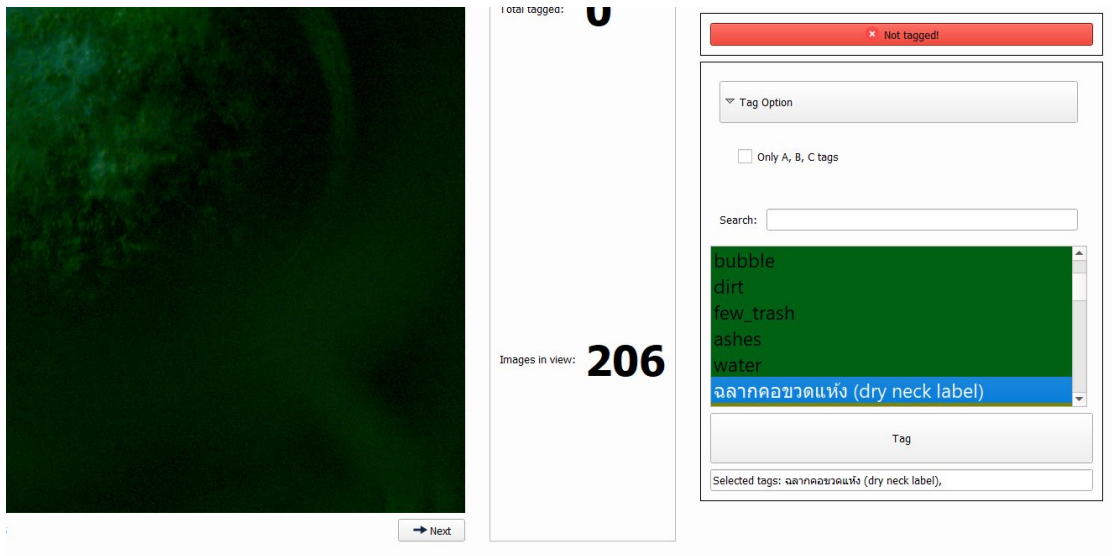 Total tagged: 0
Not tagged!
Tag Option
Only A, B, C tags
Search:
bubble
dirt
few_trash
ashes
water
ฉลากคอขวดแห้ง (dry neck label)
Images in view: 206
Tag
Selected tags: ฉลากคอขวดแห้ง (dry neck label),
Next